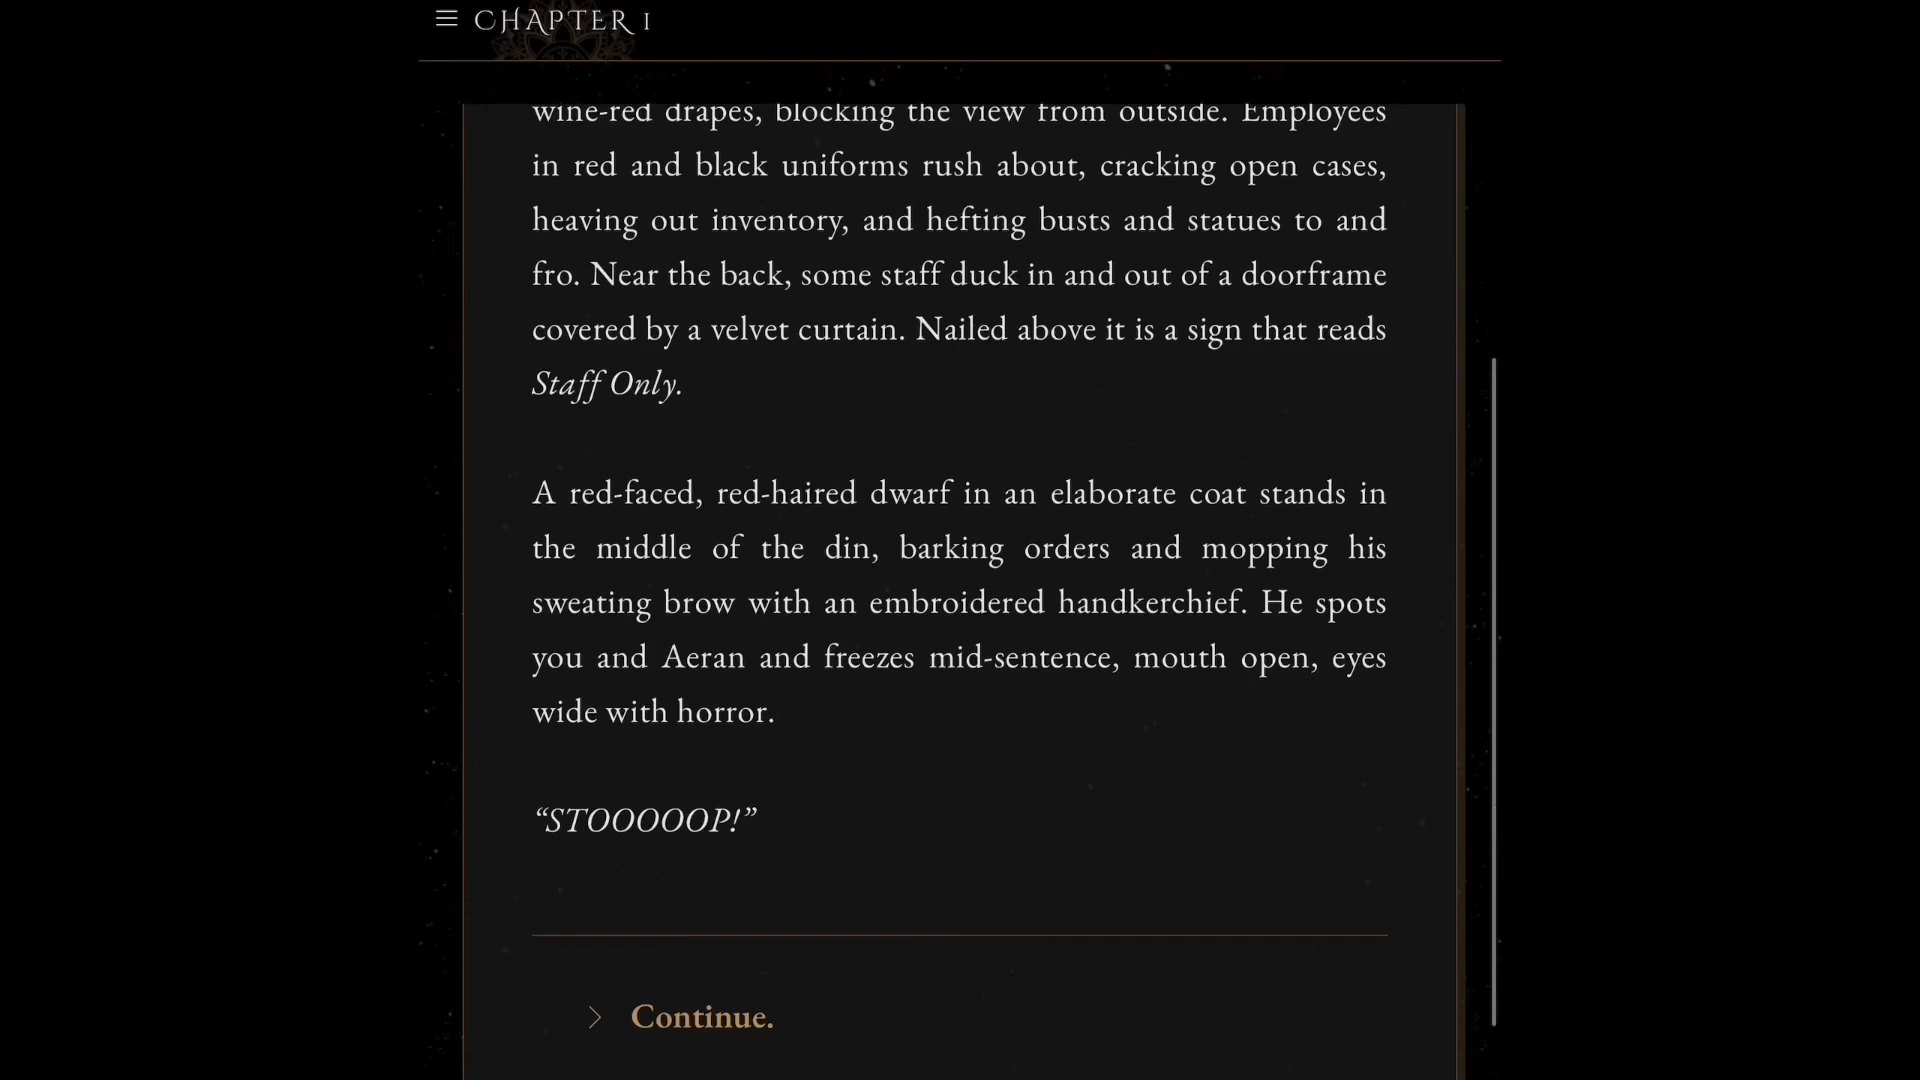 CHAPTER I
wine-red drapes, blocking the view from outside. Employees
in red and black uniforms rush about, cracking open cases,
heaving out inventory, and hefting busts and statues to and
fro. Near the back, some staff duck in and out of a doorframe
covered by a velvet curtain. Nailed above it is a sign that reads
Staff Only.
A red-faced, red-haired dwarf in an elaborate coat stands in
the middle of the din, barking orders and mopping his
sweating brow with an embroidered handkerchief. He spots
you and Aeran and freezes mid-sentence, mouth open, eyes
wide with horror.
“STOOOOOP!”
Continue.